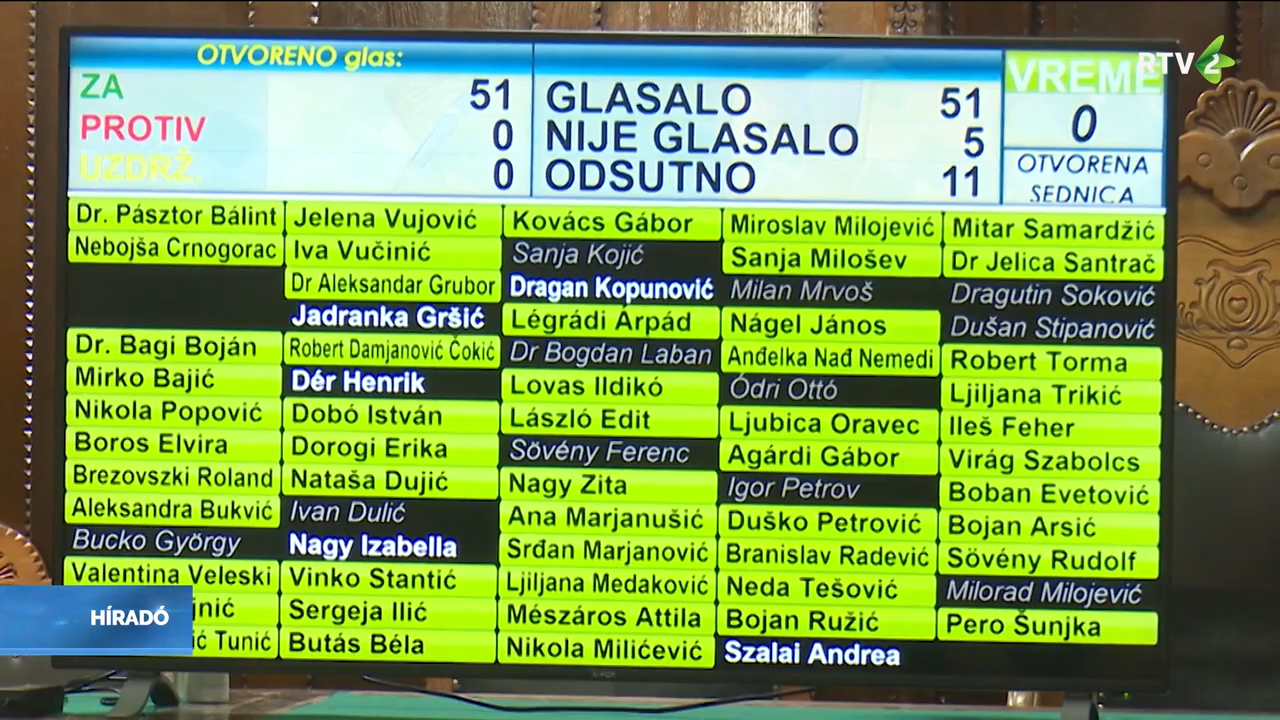 OTVORENO glas:
ZA 51
PROTIV 0
UZDRŽ. 0
GLASALO 51
NIJE GLASALO 5
ODSUTNO 11
VREME
0
OTVORENA
SEDNICA
RTV 2
Dr. Pásztor Bálint
Nebojša Crnogorac
Dr. Bagi Boján
Mirko Bajić
Nikola Popović
Boros Elvira
Brezovszki Roland
Aleksandra Bukvić
Bucko György
Valentina Veleski
Tunić
Jelena Vujović
Iva Vučinić
Dr Aleksandar Grubor
Jadranka Gršić
Robert Damjanović Čokić
Dér Henrik
Dobó István
Dorogi Erika
Nataša Dujić
Ivan Dulić
Nagy Izabella
Vinko Stantić
Sergeja Ilić
Butás Béla
Kovács Gábor
Sanja Kojić
Dragan Kopunović
Légrádi Árpád
Dr Bogdan Laban
Lovas Ildikó
László Edit
Sövény Ferenc
Nagy Zita
Ana Marjanušić
Srđan Marjanović
Ljiljana Medaković
Mészáros Attila
Nikola Milićević
Miroslav Milojević
Sanja Milošev
Milan Mrvoš
Nágel János
Anđelka Nađ Nemedi
Ódri Ottó
Ljubica Oravec
Agárdi Gábor
Igor Petrov
Duško Petrović
Branislav Radević
Neda Tešović
Bojan Ružić
Szalai Andrea
Mitar Samardžić
Dr Jelica Santrač
Dragutin Soković
Dušan Stipanović
Robert Torma
Ljiljana Trikić
Ileš Feher
Virág Szabolcs
Boban Evetović
Bojan Arsić
Sövény Rudolf
Milorad Milojević
Pero Šunjka
HÍRADÓ